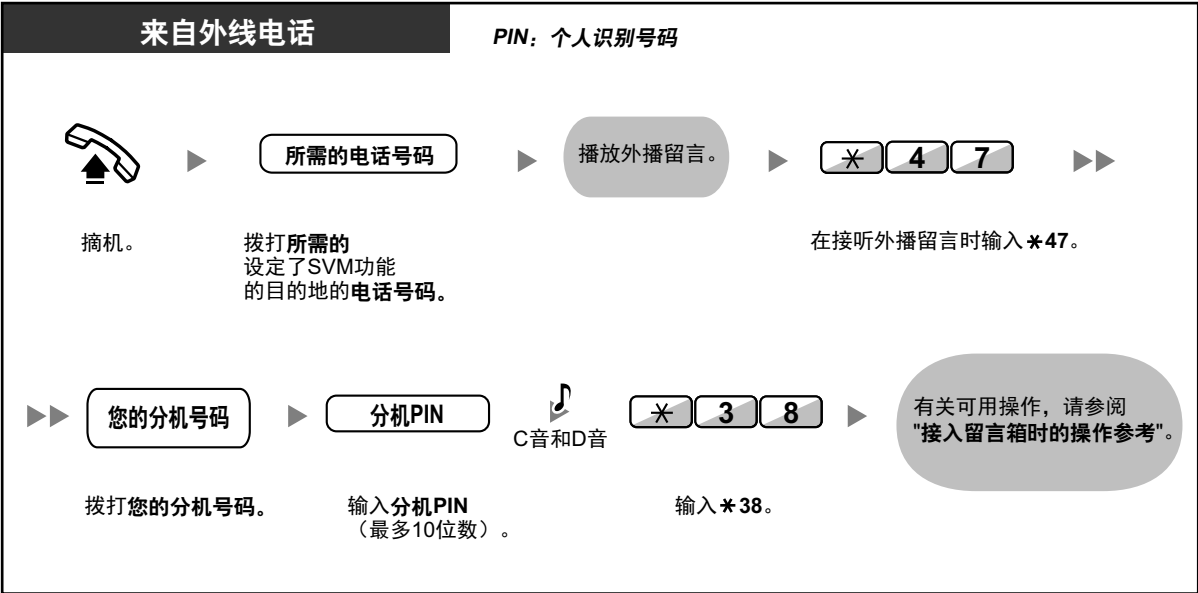 来自外线电话
PIN：个人识别号码
所需的电话号码
播放外播留言。
* 4 7
摘机。
拨打所需的
设定了SVM功能
的目的地的电话号码。
在接听外播留言时输入*47。
您的分机号码
分机PIN
C音和D音
* 3 8
有关可用操作，请参阅
"接入留言箱时的操作参考"。
拨打您的分机号码。
输入分机PIN
（最多10位数）。
输入*38。